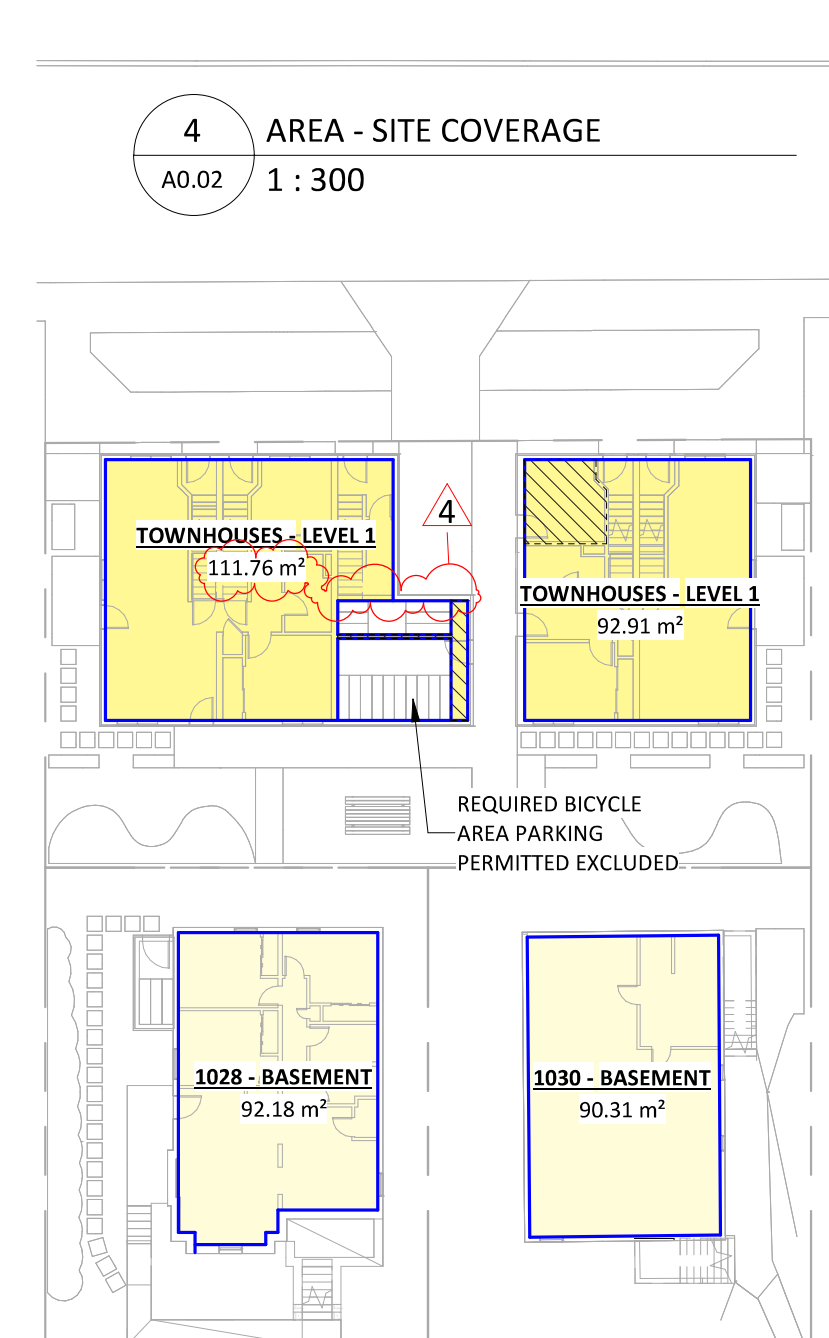 4
AREA - SITE COVERAGE
A0.02
1 : 300
4
TOWNHOUSES - LEVEL 1
111.76 m²
TOWNHOUSES - LEVEL 1
92.91 m²
REQUIRED BICYCLE
AREA PARKING
PERMITTED EXCLUDED
1028 - BASEMENT
92.18 m²
1030 - BASEMENT
90.31 m²